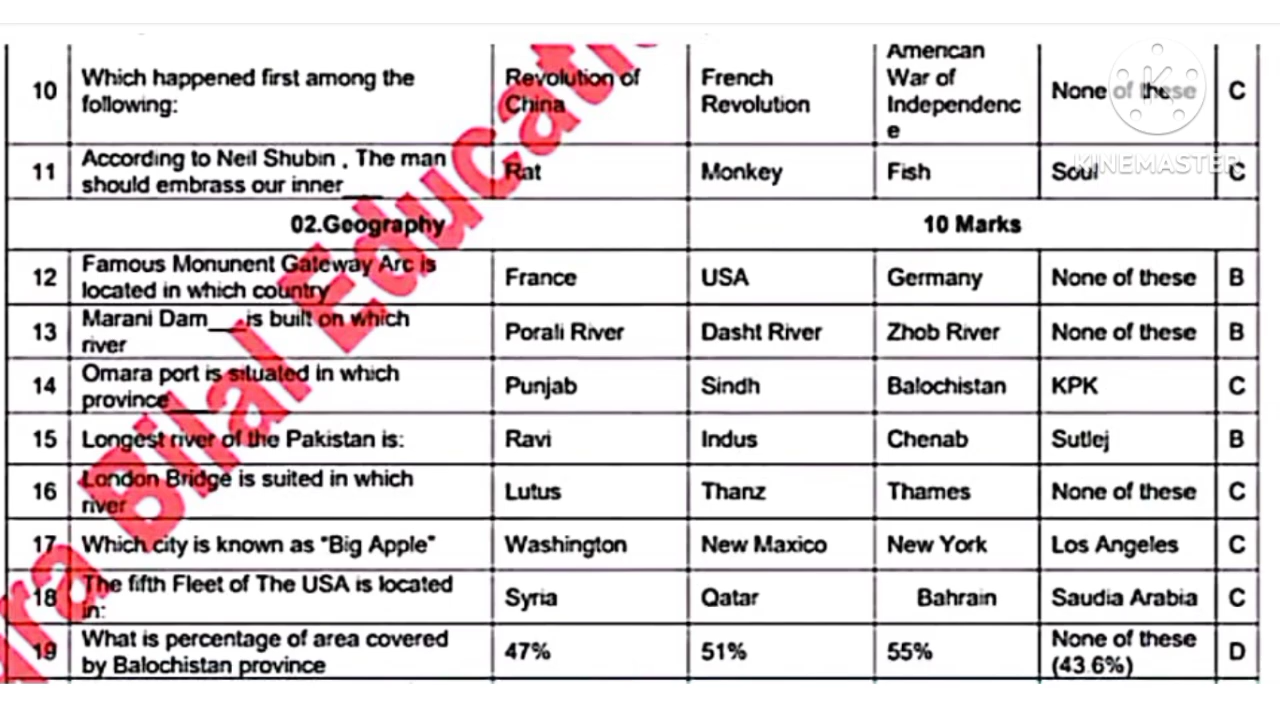 10 Which happened first among the following: Revolution of China French Revolution American War of Independence None of these C
11 According to Neil Shubin , The man should embrass our inner___ Rat Monkey Fish Soul C
KINEMASTER
02.Geography 10 Marks
12 Famous Monunent Gateway Arc is located in which country France USA Germany None of these B
13 Marani Dam___is built on which river Porali River Dasht River Zhob River None of these B
14 Omara port is situated in which province___ Punjab Sindh Balochistan KPK C
15 Longest river of the Pakistan is: Ravi Indus Chenab Sutlej B
16 London Bridge is suited in which river Lutus Thanz Thames None of these C
17 Which city is known as "Big Apple" Washington New Maxico New York Los Angeles C
18 The fifth Fleet of The USA is located in: Syria Qatar Bahrain Saudia Arabia C
19 What is percentage of area covered by Balochistan province 47% 51% 55% None of these (43.6%) D
Bilal